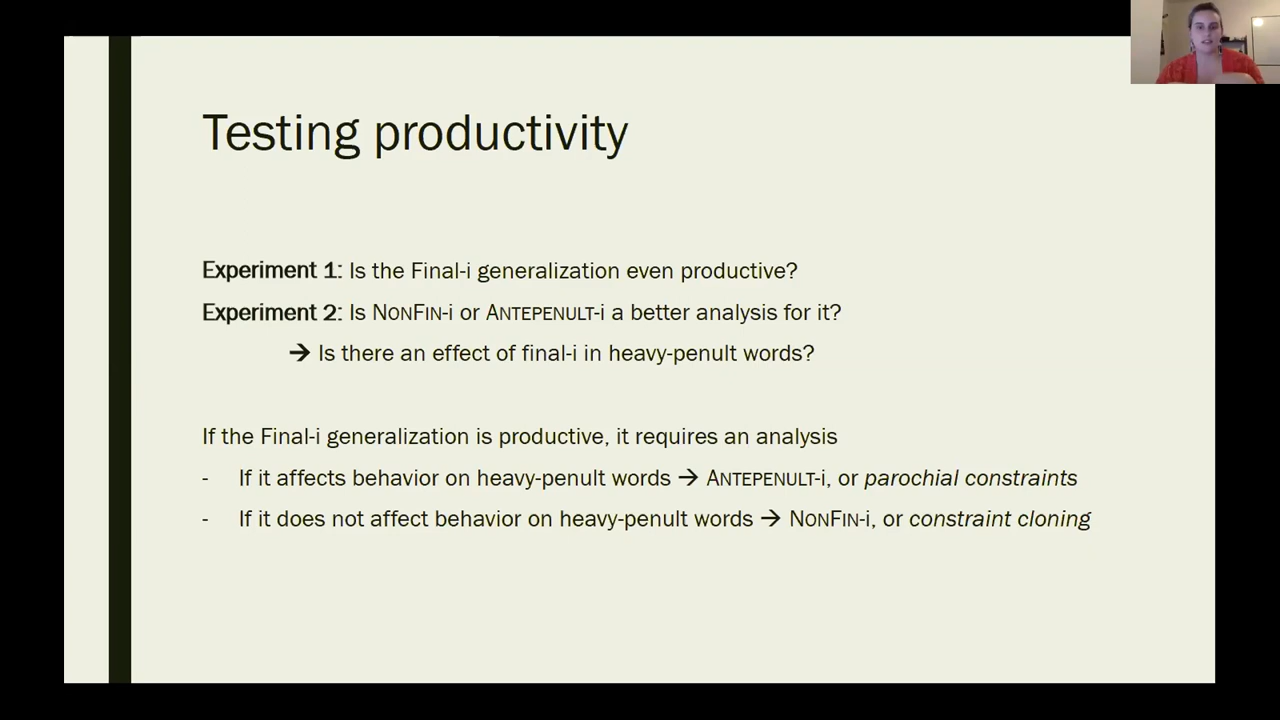 Testing productivity
Experiment 1: Is the Final-i generalization even productive?
Experiment 2: Is NONFIN-i or ANTEPENULT-i a better analysis for it?
→ Is there an effect of final-i in heavy-penult words?
If the Final-i generalization is productive, it requires an analysis
- If it affects behavior on heavy-penult words → ANTEPENULT-i, or parochial constraints
- If it does not affect behavior on heavy-penult words → NONFIN-i, or constraint cloning